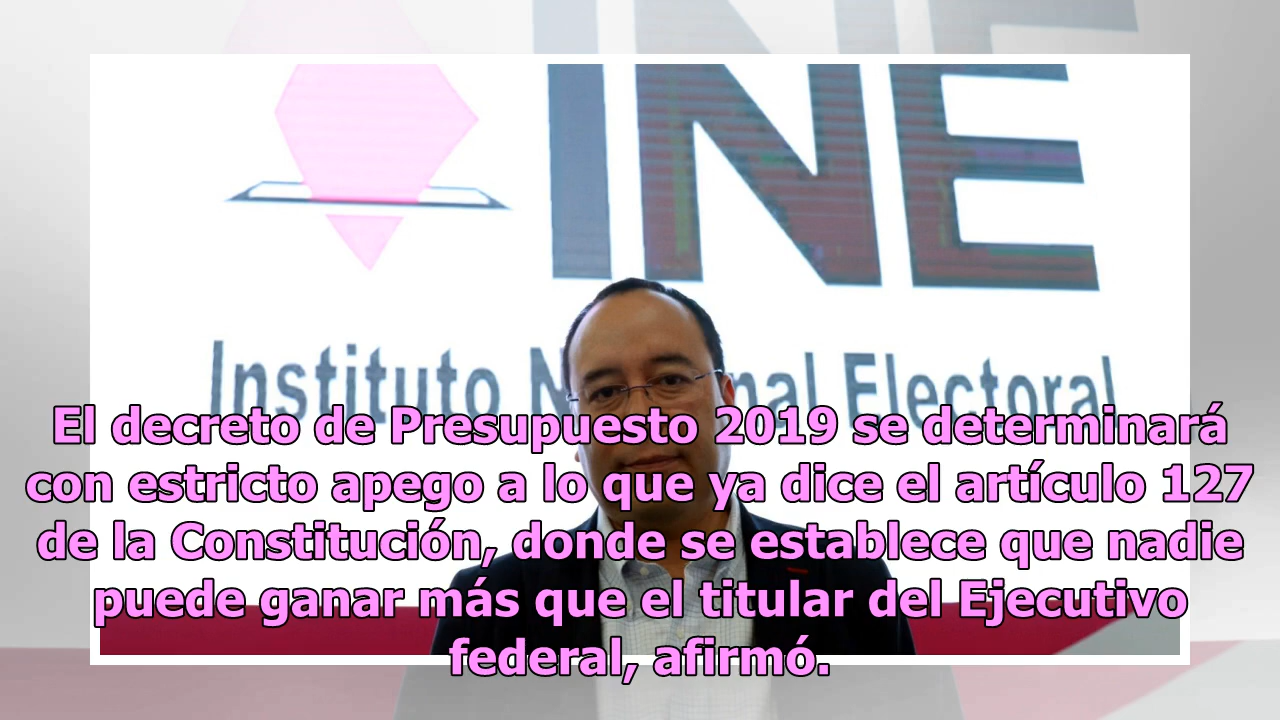 INE
Instituto N nal Electoral
El decreto de Presupuesto 2019 se determinará
con estricto apego a lo que ya dice el artículo 127
de la Constitución, donde se establece que nadie
puede ganar más que el titular del Ejecutivo
federal, afirmó.